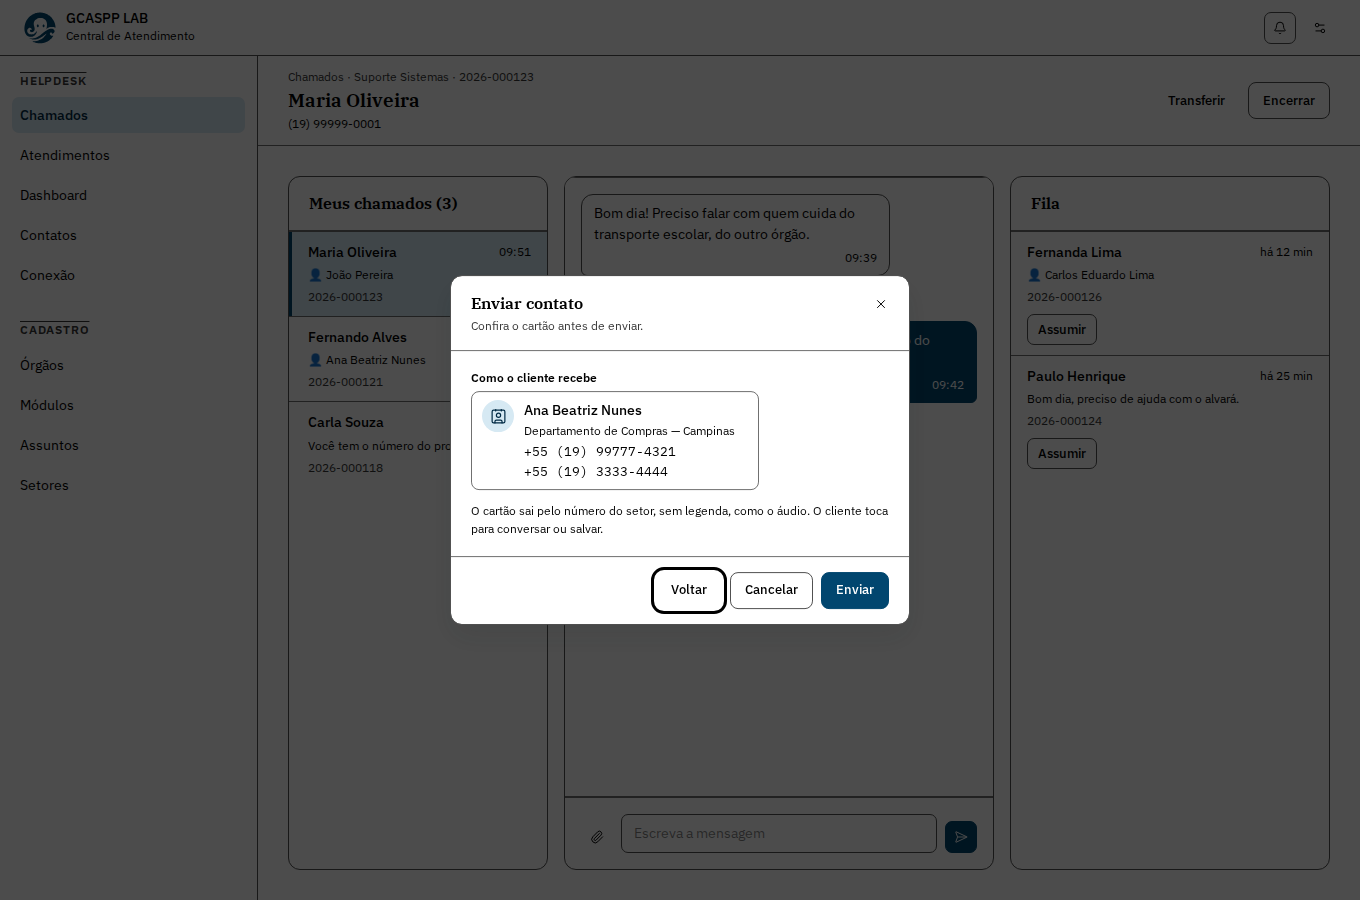 GCASPP LAB
Central de Atendimento
HELPDESK
Chamados
Atendimentos
Dashboard
Contatos
Conexão
CADASTRO
Órgãos
Módulos
Assuntos
Setores
Chamados · Suporte Sistemas · 2026-000123
Maria Oliveira
(19) 99999-0001
Transferir
Encerrar
Meus chamados (3)
Maria Oliveira 09:51
João Pereira
2026-000123
Fernando Alves
Ana Beatriz Nunes
2026-000121
Carla Souza
Você tem o número do
2026-000118
Bom dia! Preciso falar com quem cuida do
transporte escolar, do outro órgão.
09:39
do
09:42
Enviar contato
Confira o cartão antes de enviar.
Como o cliente recebe
Ana Beatriz Nunes
Departamento de Compras — Campinas
+55 (19) 99777-4321
+55 (19) 3333-4444
O cartão sai pelo número do setor, sem legenda, como o áudio. O cliente toca
para conversar ou salvar.
Voltar
Cancelar
Enviar
Escreva a mensagem
Fila
Fernanda Lima há 12 min
Carlos Eduardo Lima
2026-000126
Assumir
Paulo Henrique há 25 min
Bom dia, preciso de ajuda com o alvará.
2026-000124
Assumir